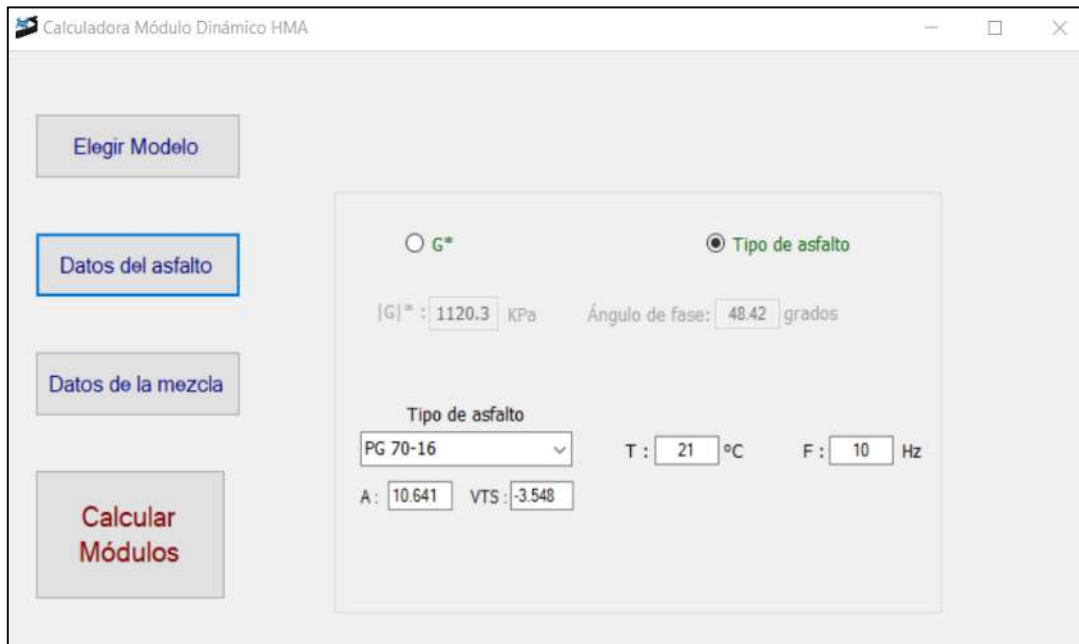 Calculadora Módulo Dinámico HMA
Elegir Modelo
Datos del asfalto
Datos de la mezcla
Calcular
Módulos
G* Tipo de asfalto
|G|* : 1120.3 KPa Ángulo de fase: 48.42 grados
Tipo de asfalto
PG 70-16 T : 21 ºC F : 10 Hz
A : 10.641 VTS : -3.548